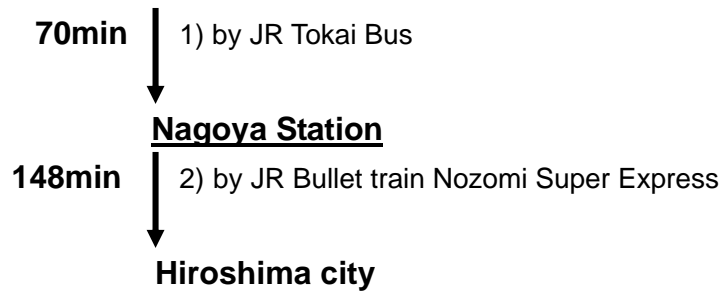 70min 1) by JR Tokai Bus
Nagoya Station
148min 2) by JR Bullet train Nozomi Super Express
Hiroshima city